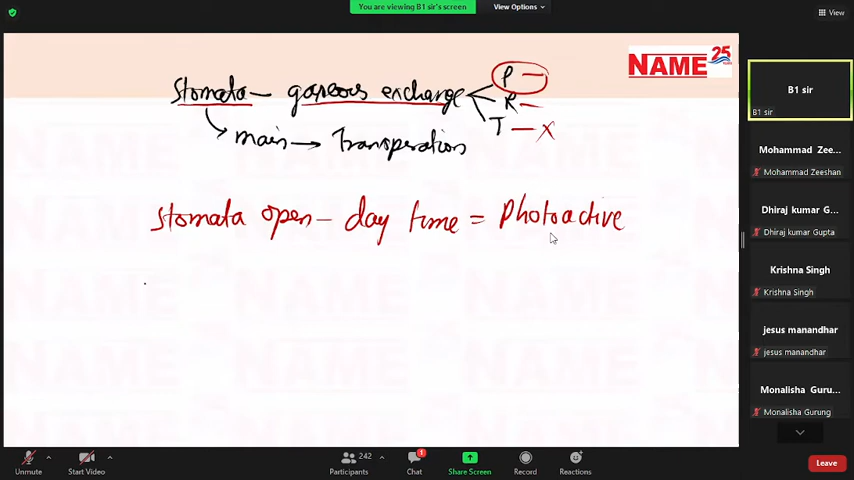 You are viewing B1 sir's screen
View Options
View
NAME 25
Stomata – gaseous exchange
P —
R –
T — X
main → Transperation
Stomata open – day time = Photoactive
B1 sir
B1 sir
Mohammad Zee...
Mohammad Zeeshan
Dhiraj kumar G...
Dhiraj kumar Gupta
Krishna Singh
Krishna Singh
jesus manandhar
jesus manandhar
Monalisha Guru...
Monalisha Gurung
Unmute
Start Video
242
Participants
1
Chat
Share Screen
Record
Reactions
Leave